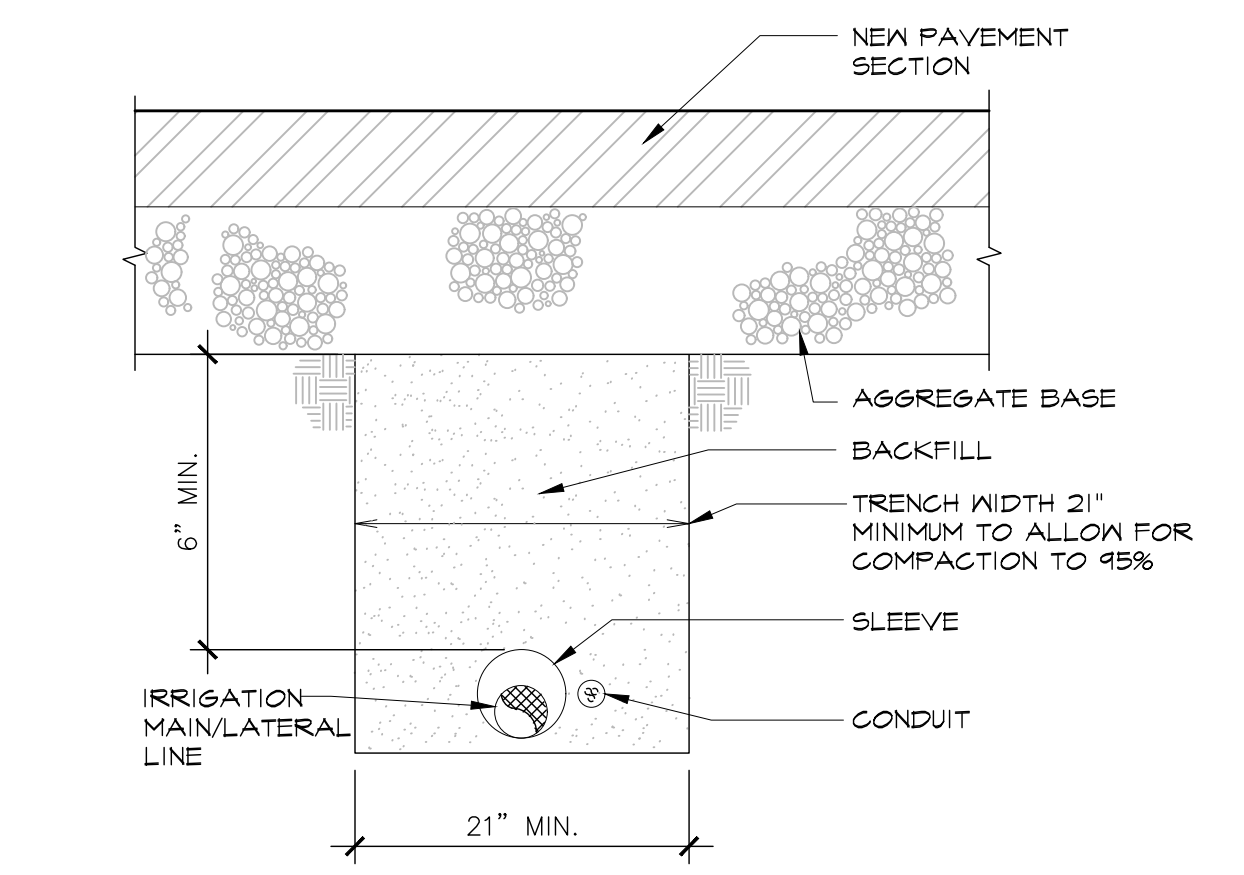 NEW PAVEMENT
SECTION
AGGREGATE BASE
BACKFILL
TRENCH WIDTH 21"
MINIMUM TO ALLOW FOR
COMPACTION TO 95%
SLEEVE
CONDUIT
6” MIN.
IRRIGATION
MAIN/LATERAL
LINE
21” MIN.